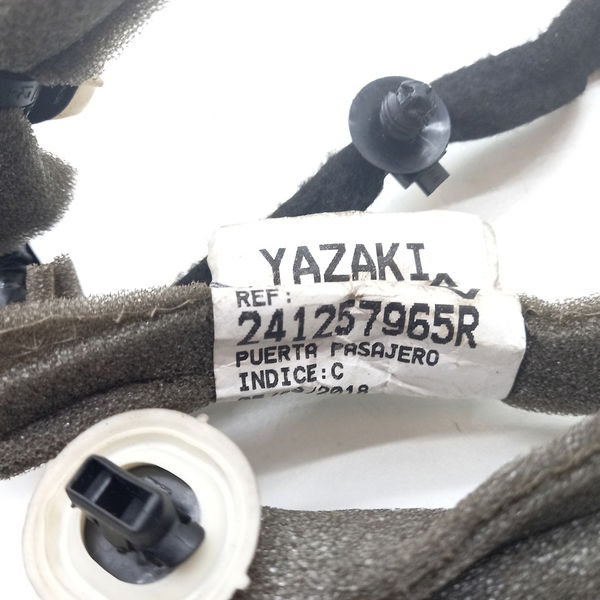 YAZAKI
REF:
241257965R
PUERTA PASAJERO
INDICE:C